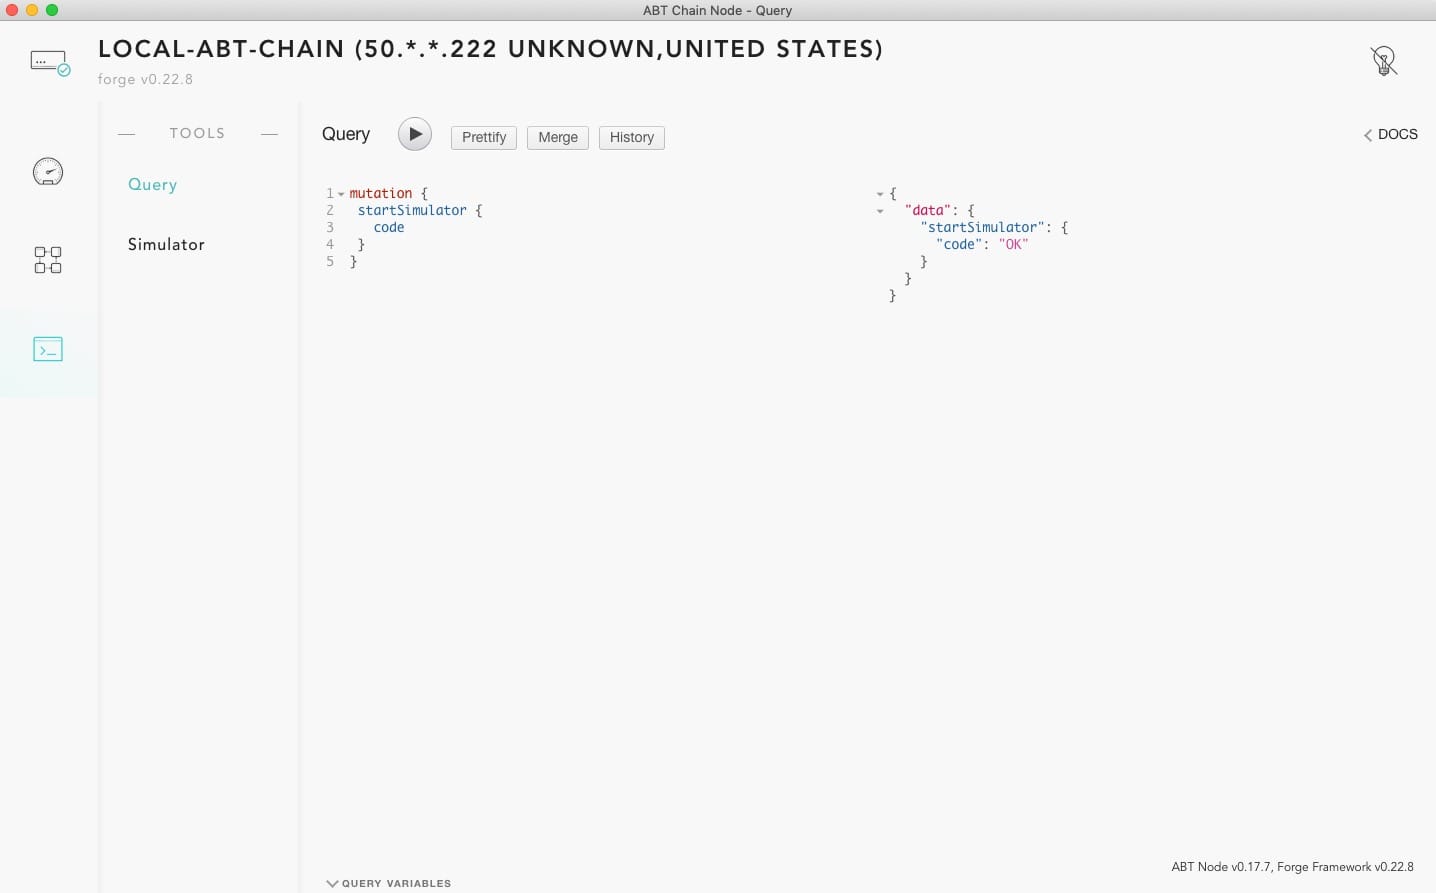 ABT Chain Node - Query
LOCAL-ABT-CHAIN (50.*.*.222 UNKNOWN,UNITED STATES)
forge v0.22.8
TOOLS
Query
Simulator
Query
Prettify
Merge
History
DOCS
1 mutation {
2 startSimulator {
3 code
4 }
5 }
{
"data": {
"startSimulator": {
"code": "OK"
}
}
}
ABT Node v0.17.7, Forge Framework v0.22.8
QUERY VARIABLES